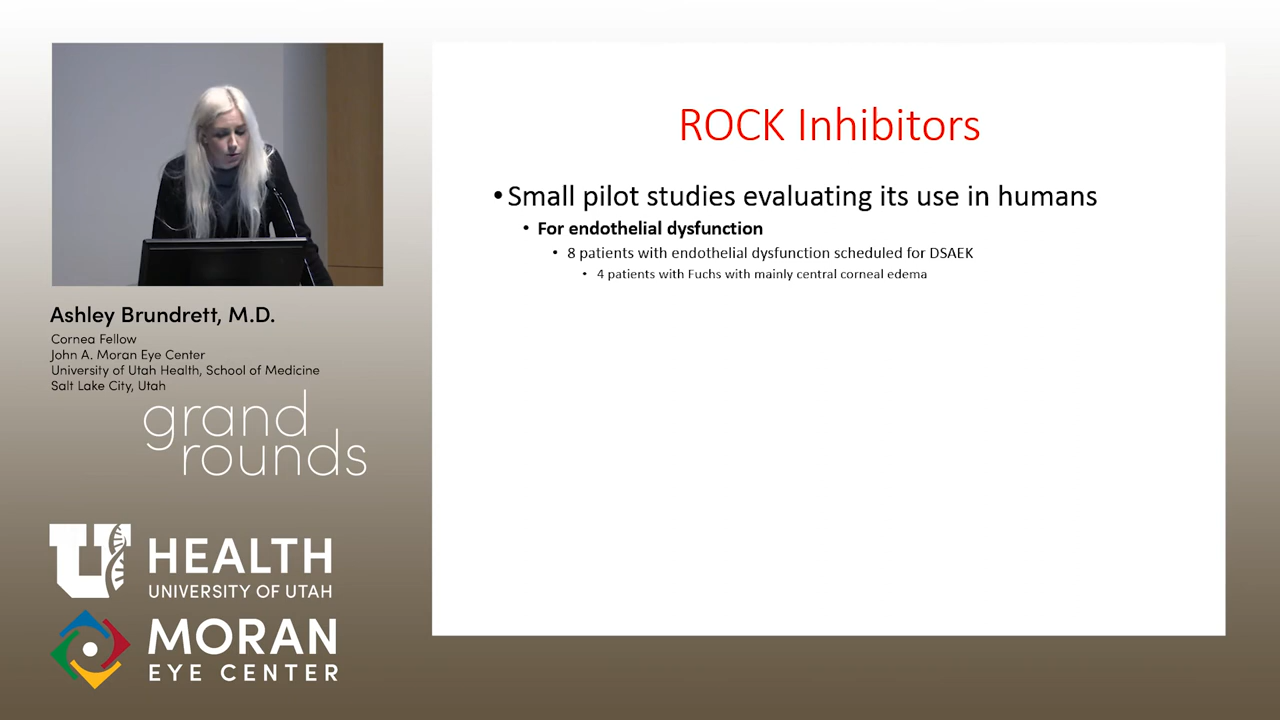 ROCK Inhibitors
• Small pilot studies evaluating its use in humans
• For endothelial dysfunction
• 8 patients with endothelial dysfunction scheduled for DSAEK
• 4 patients with Fuchs with mainly central corneal edema
Ashley Brundrett, M.D.
Cornea Fellow
John A. Moran Eye Center
University of Utah Health, School of Medicine
Salt Lake City, Utah
grand
rounds
U HEALTH
UNIVERSITY OF UTAH
MORAN
EYE CENTER